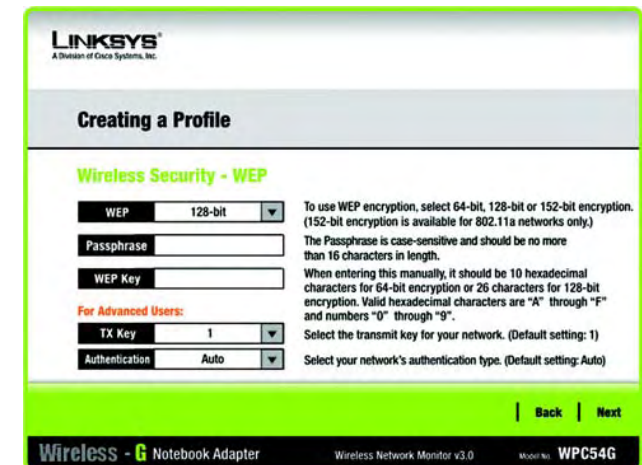 LINKSYS®
A Division of Cisco Systems, Inc.
Creating a Profile
Wireless Security - WEP
WEP 128-bit
To use WEP encryption, select 64-bit, 128-bit or 152-bit encryption.
(152-bit encryption is available for 802.11a networks only.)
Passphrase
The Passphrase is case-sensitive and should be no more
than 16 characters in length.
WEP Key
When entering this manually, it should be 10 hexadecimal
characters for 64-bit encryption or 26 characters for 128-bit
encryption. Valid hexadecimal characters are “A” through “F”
and numbers “0” through “9”.
For Advanced Users:
TX Key 1
Select the transmit key for your network. (Default setting: 1)
Authentication Auto
Select your network's authentication type. (Default setting: Auto)
Back Next
Wireless - G Notebook Adapter Wireless Network Monitor v3.0 Model No. WPC54G